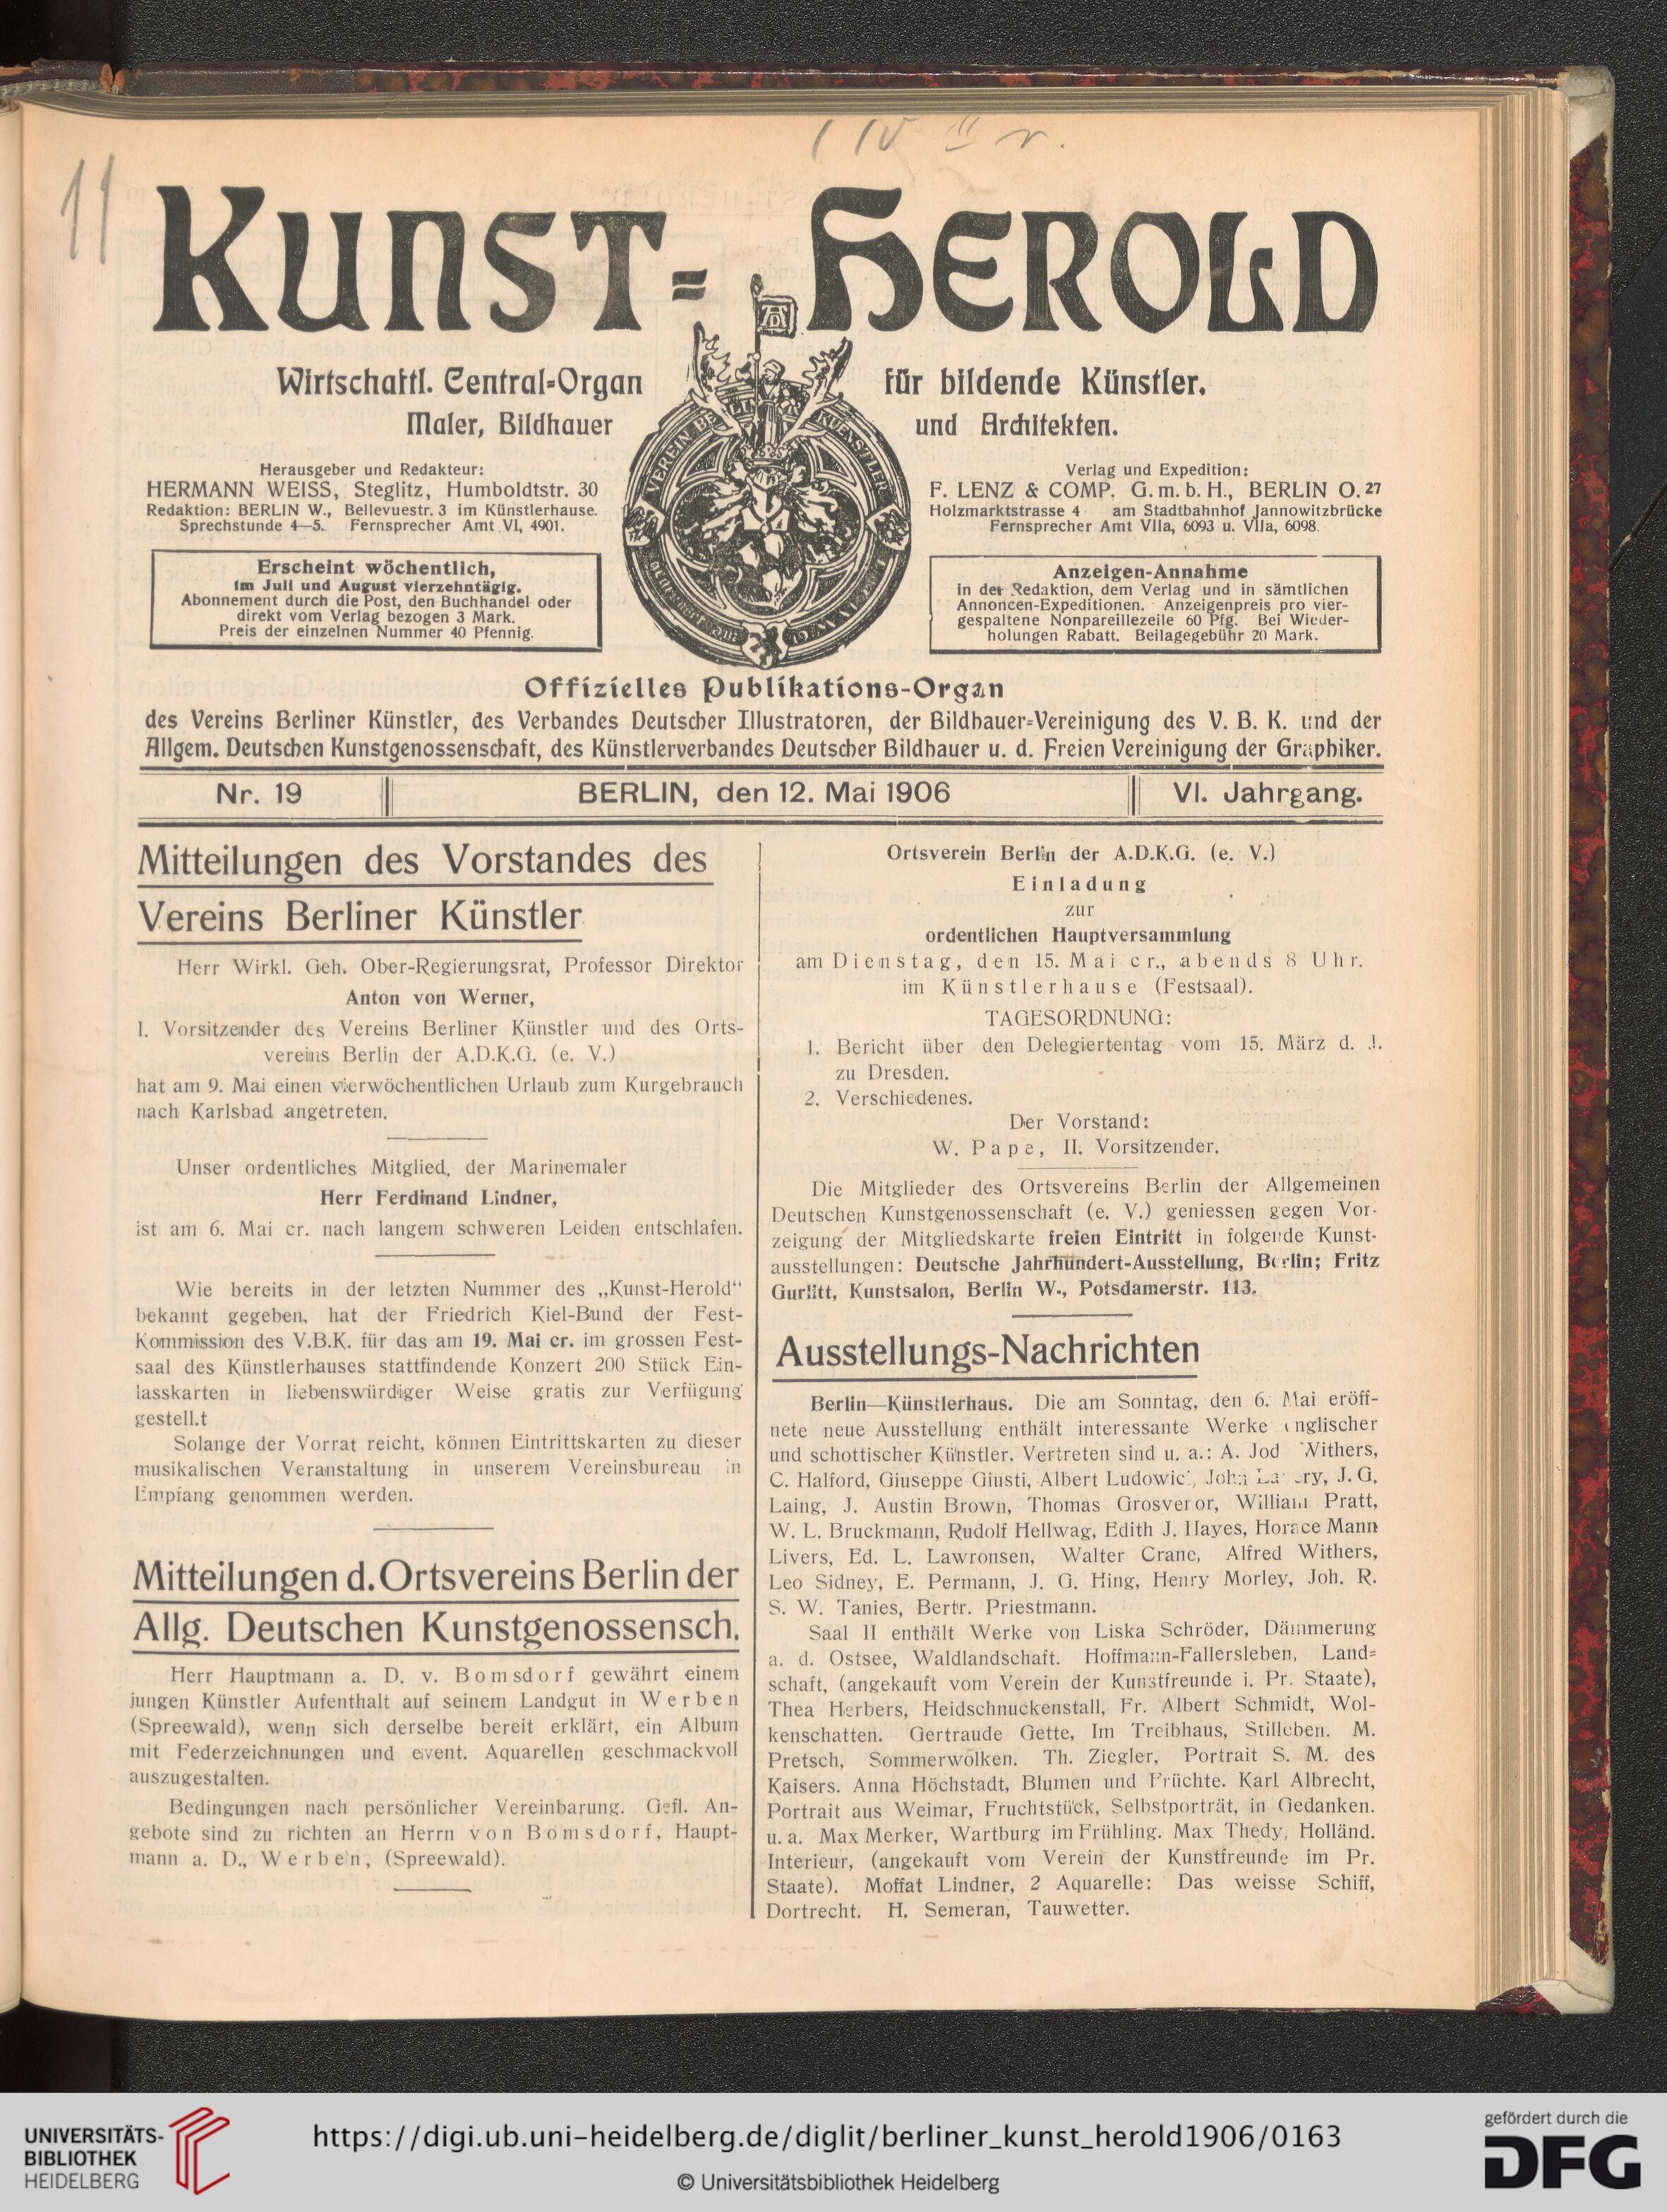 11
KUNST=HEROLD
Wirtschaftl. Central=Organ für bildende Künstler.
Maler, Bildhauer und Architekten.
Herausgeber und Redakteur:
HERMANN WEISS, Steglitz, Humboldtstr. 30
Redaktion: BERLIN W., Bellevuestr. 3 im Künstlerhause.
Sprechstunde 4—5. Fernsprecher Amt VI, 4901.
Erscheint wöchentlich,
im Juli und August vierzehntägig.
Abonnement durch die Post, den Buchhandel oder
direkt vom Verlag bezogen 3 Mark.
Preis der einzelnen Nummer 40 Pfennig.
VEREIN BERLINER KUENSTLER
Verlag und Expedition:
F. LENZ & COMP. G. m. b. H., BERLIN O. 27
Holzmarktstrasse 4 am Stadtbahnhof Jannowitzbrücke
Fernsprecher Amt VIIa, 6093 u. VIIa, 6098.
Anzeigen-Annahme
in der Redaktion, dem Verlag und in sämtlichen
Annoncen-Expeditionen. Anzeigenpreis pro vier-
gespaltene Nonpareillezeile 60 Pfg. Bei Wieder-
holungen Rabatt. Beilagegebühr 20 Mark.
Offizielles Publikations-Organ
des Vereins Berliner Künstler, des Verbandes Deutscher Illustratoren, der Bildhauer=Vereinigung des V. B. K. und der
Allgem. Deutschen Kunstgenossenschaft, des Künstlerverbandes Deutscher Bildhauer u. d. Freien Vereinigung der Graphiker.
Nr. 19 BERLIN, den 12. Mai 1906 VI. Jahrgang.
Mitteilungen des Vorstandes des
Vereins Berliner Künstler
Herr Wirkl. Geh. Ober-Regierungsrat, Professor Direktor
Anton von Werner,
I. Vorsitzender des Vereins Berliner Künstler und des Orts-
vereins Berlin der A.D.K.G. (e. V.)
hat am 9. Mai einen vierwöchentlichen Urlaub zum Kurgebrauch
nach Karlsbad angetreten.
Unser ordentliches Mitglied, der Marinemaler
Herr Ferdinand Lindner,
ist am 6. Mai cr. nach langem schweren Leiden entschlafen.
Wie bereits in der letzten Nummer des „Kunst-Herold“
bekannt gegeben, hat der Friedrich Kiel-Bund der Fest-
Kommission des V.B.K. für das am 19. Mai cr. im grossen Fest-
saal des Künstlerhauses stattfindende Konzert 200 Stück Ein-
lasskarten in liebenswürdiger Weise gratis zur Verfügung
gestell.t
Solange der Vorrat reicht, können Eintrittskarten zu dieser
musikalischen Veranstaltung in unserem Vereinsbureau in
Empfang genommen werden.
Mitteilungen d. Ortsvereins Berlin der
Allg. Deutschen Kunstgenossensch.
Herr Hauptmann a. D. v. Bomsdorf gewährt einem
jungen Künstler Aufenthalt auf seinem Landgut in Werben
(Spreewald), wenn sich derselbe bereit erklärt, ein Album
mit Federzeichnungen und event. Aquarellen geschmackvoll
auszugestalten.
Bedingungen nach persönlicher Vereinbarung. Gefl. An-
gebote sind zu richten an Herrn von Bomsdorf, Haupt-
mann a. D., Werben, (Spreewald).
Ortsverein Berlin der A.D.K.G. (e. V.)
Einladung
zur
ordentlichen Hauptversammlung
am Dienstag, den 15. Mai cr., abends 8 Uhr.
im Künstlerhause (Festsaal).
TAGESORDNUNG:
1. Bericht über den Delegiertentag vom 15. März d. J.
zu Dresden.
2. Verschiedenes.
Der Vorstand:
W. Pape, II. Vorsitzender.
Die Mitglieder des Ortsvereins Berlin der Allgemeinen
Deutschen Kunstgenossenschaft (e. V.) geniessen gegen Vor-
zeigung der Mitgliedskarte freien Eintritt in folgende Kunst-
ausstellungen: Deutsche Jahrhundert-Ausstellung, Berlin; Fritz
Gurlitt, Kunstsalon, Berlin W., Potsdamerstr. 113.
Ausstellungs-Nachrichten
Berlin—Künstlerhaus. Die am Sonntag, den 6. Mai eröff-
nete neue Ausstellung enthält interessante Werke englischer
und schottischer Künstler. Vertreten sind u. a.: A. Jod Withers,
C. Halford, Giuseppe Giusti, Albert Ludowic', John J. G.
Laing, J. Austin Brown, Thomas Grosvenor, William Pratt,
W. L. Bruckmann, Rudolf Hellwag, Edith J. Hayes, Horace Mann
Livers, Ed. L. Lawronsen, Walter Crane, Alfred Withers,
Leo Sidney, E. Permann, J. G. Hing, Henry Morley, Joh. R.
S. W. Tanies, Bertr. Priestmann.
Saal II enthält Werke von Liska Schröder, Dämmerung
a. d. Ostsee, Waldlandschaft. Hoffmann-Fallersleben, Land=
schaft, (angekauft vom Verein der Kunstfreunde i. Pr. Staate),
Thea Herbers, Heidschnuckenstall, Fr. Albert Schmidt, Wol-
kenschatten. Gertraude Gette, Im Treibhaus, Stilleben. M.
Pretsch, Sommerwolken. Th. Ziegler, Portrait S. M. des
Kaisers. Anna Höchstadt, Blumen und Früchte. Karl Albrecht,
Portrait aus Weimar, Fruchtstück, Selbstporträt, in Gedanken.
u. a. Max Merker, Wartburg im Frühling. Max Thedy, Holländ.
Interieur, (angekauft vom Verein der Kunstfreunde im Pr.
Staate). Moffat Lindner, 2 Aquarelle: Das weisse Schiff,
Dortrecht. H. Semeran, Tauwetter.
UNIVERSITÄTS-
BIBLIOTHEK
HEIDELBERG
https://digi.ub.uni-heidelberg.de/diglit/berliner_kunst_herold1906/0163
© Universitätsbibliothek Heidelberg
gefördert durch die
DFG